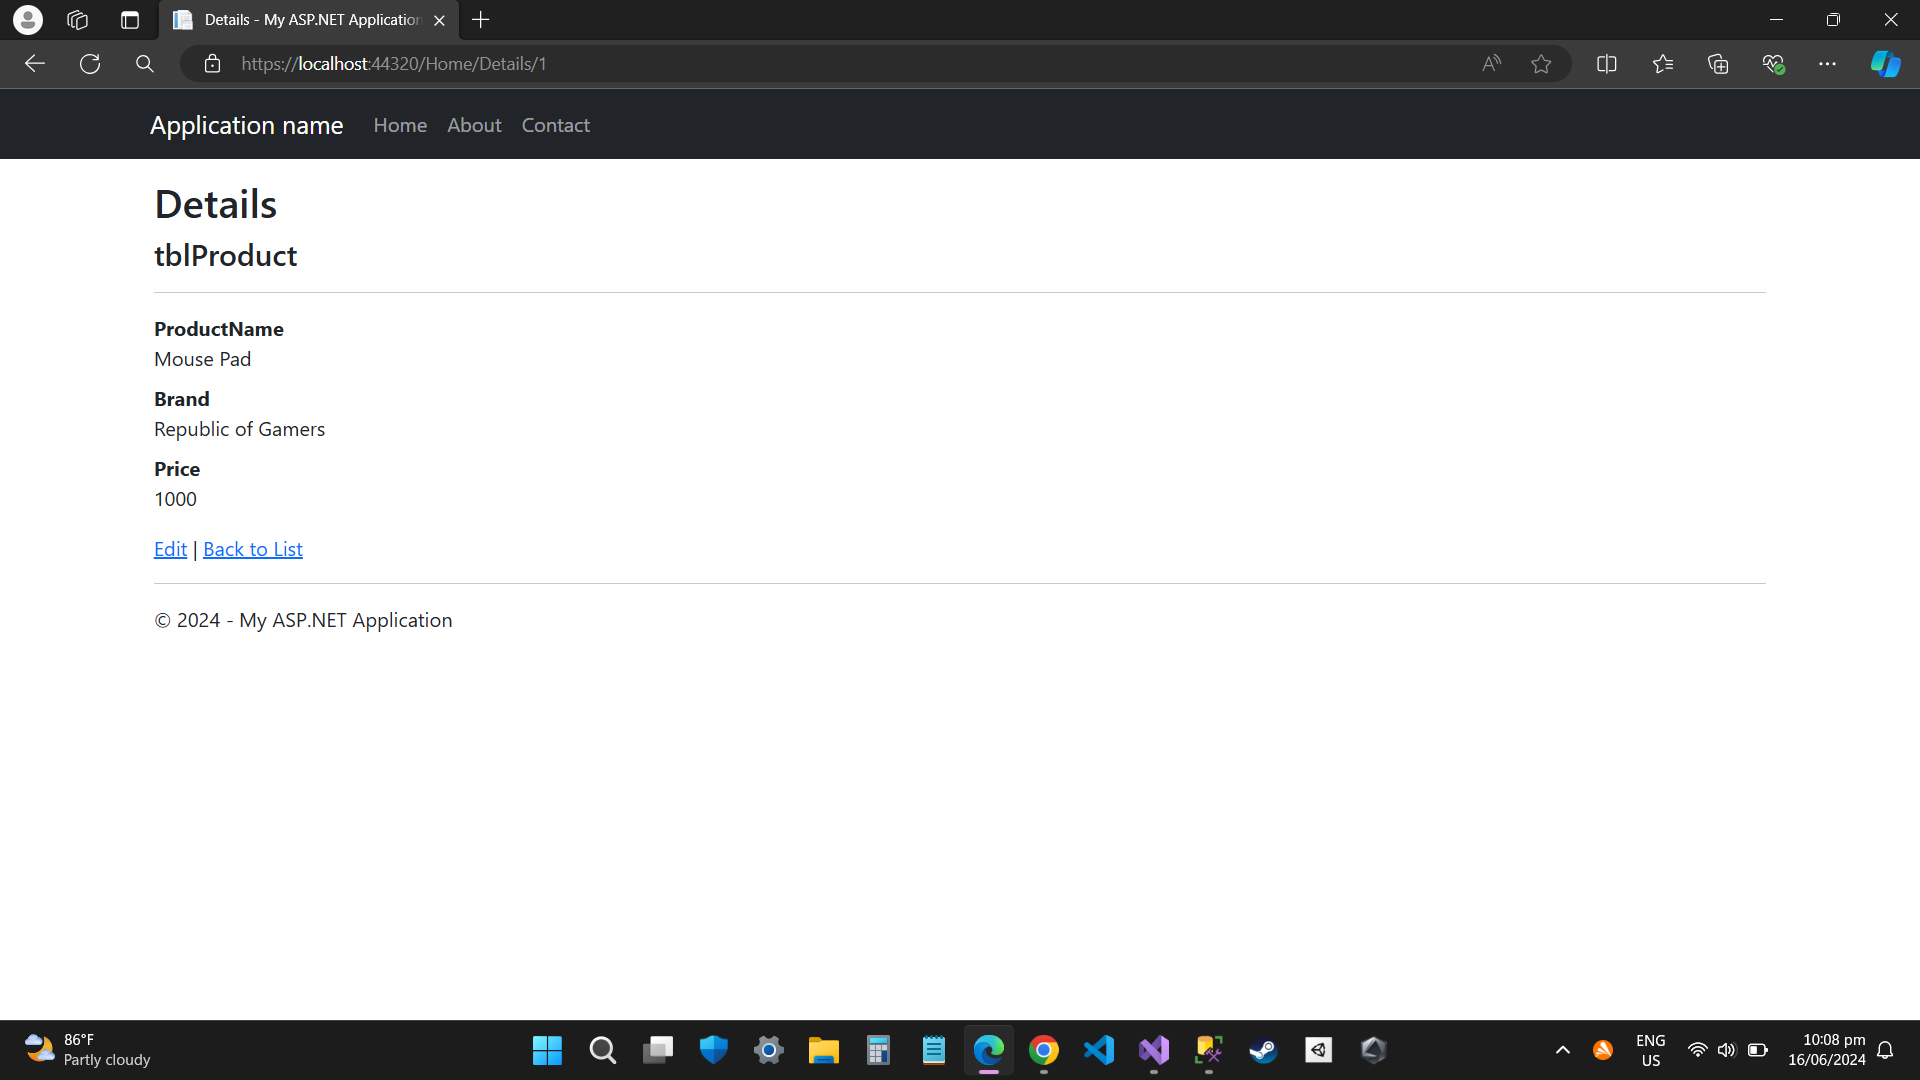 Details - My ASP.NET Application
https://localhost:44320/Home/Details/1
Application name Home About Contact
Details
tblProduct
ProductName
Mouse Pad
Brand
Republic of Gamers
Price
1000
Edit | Back to List
© 2024 - My ASP.NET Application
86°F
Partly cloudy
ENG
US
10:08 pm
16/06/2024